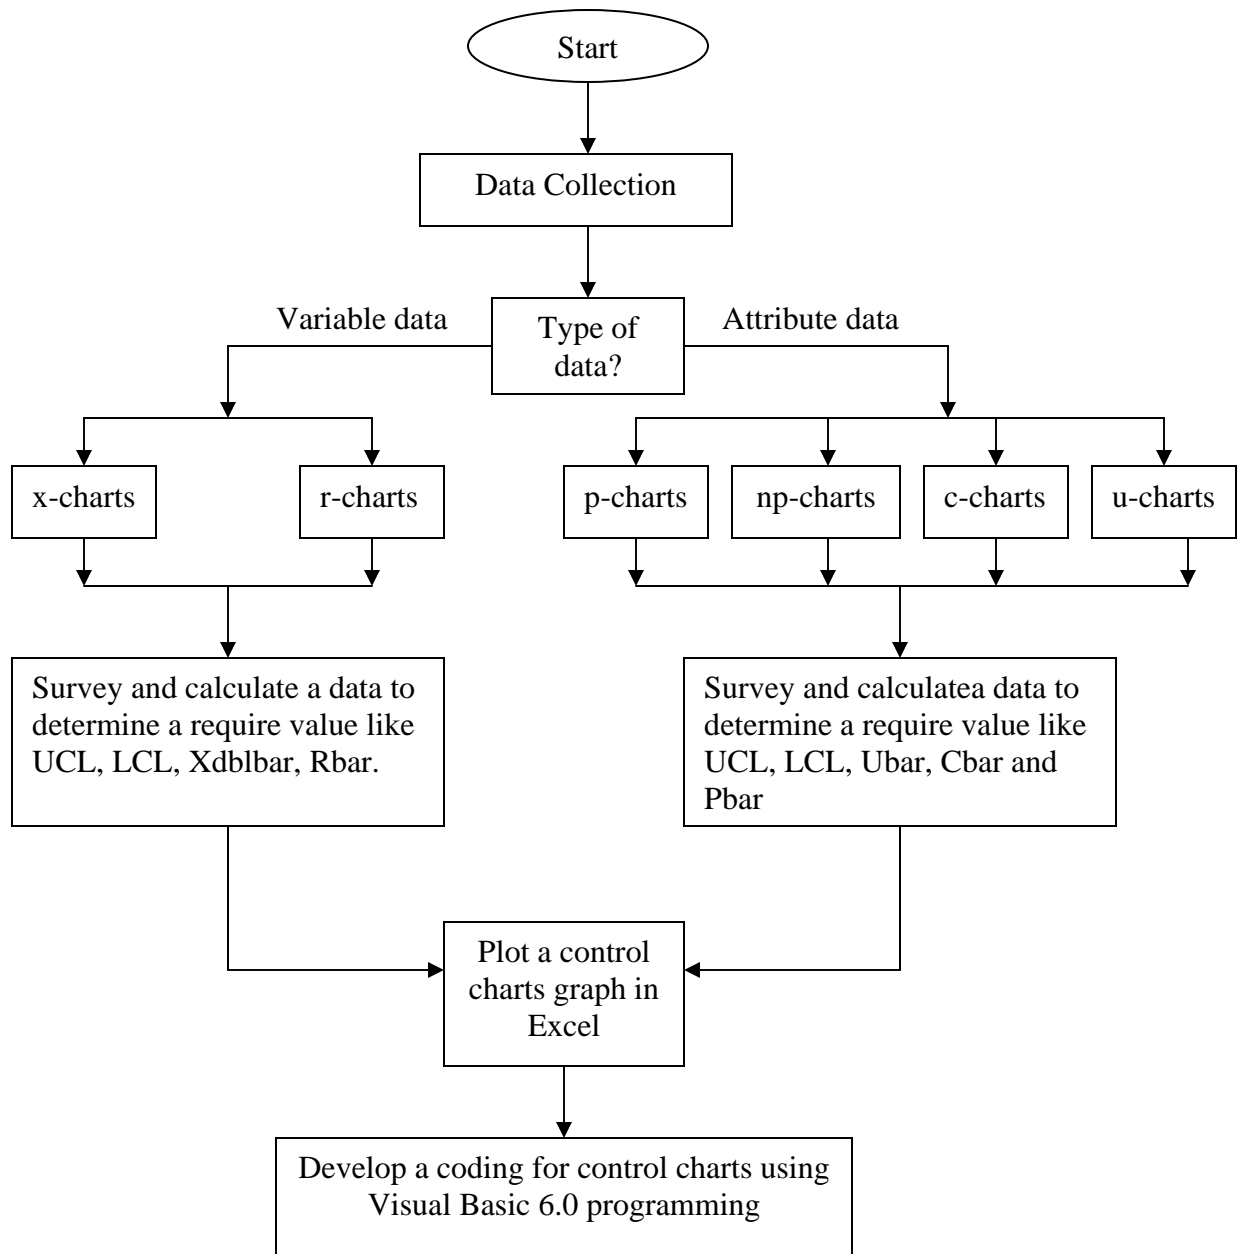 Start
Data Collection
Variable data
Type of
data?
Attribute data
x-charts
r-charts
p-charts
np-charts
c-charts
u-charts
Survey and calculate a data to
determine a require value like
UCL, LCL, Xdblbar, Rbar.
Survey and calculatea data to
determine a require value like
UCL, LCL, Ubar, Cbar and
Pbar
Plot a control
charts graph in
Excel
Develop a coding for control charts using
Visual Basic 6.0 programming